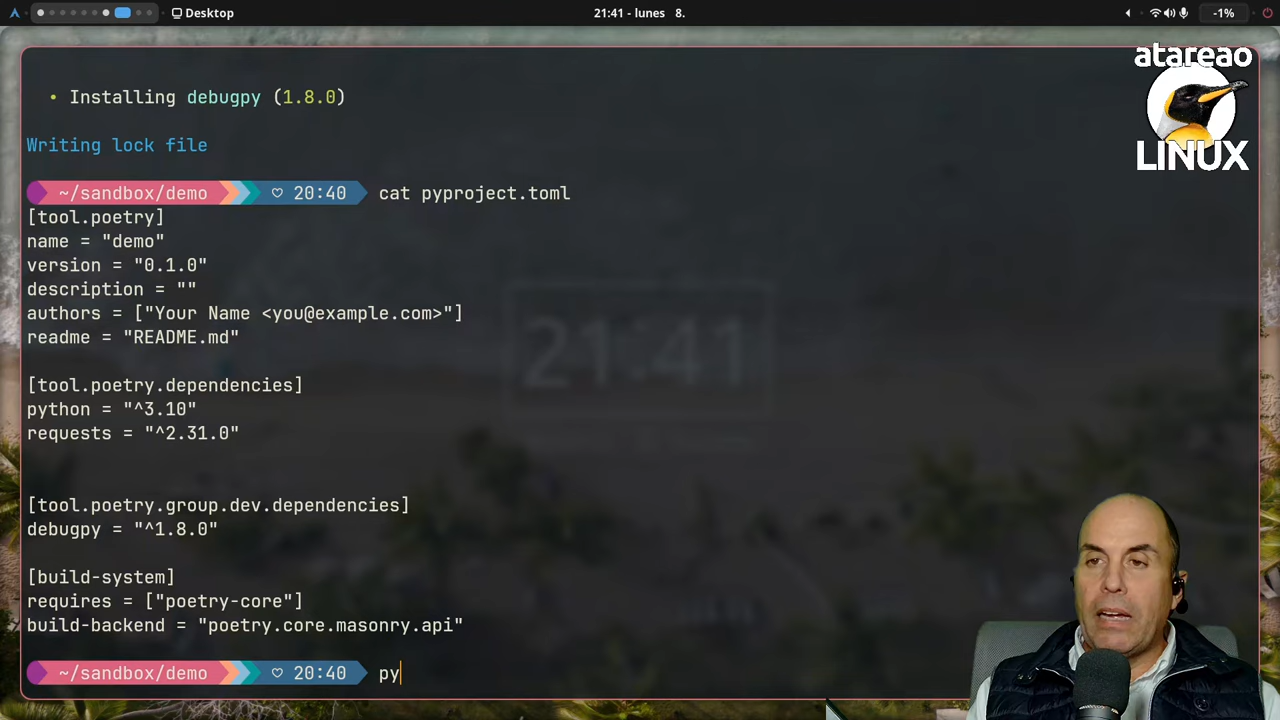 Desktop
21:41 - lunes 8.
-1%
atareao
LINUX
• Installing debugpy (1.8.0)
Writing lock file
~/sandbox/demo ♡ 20:40 cat pyproject.toml
[tool.poetry]
name = "demo"
version = "0.1.0"
description = ""
authors = ["Your Name <you@example.com>"]
readme = "README.md"
21:41
[tool.poetry.dependencies]
python = "^3.10"
requests = "^2.31.0"
[tool.poetry.group.dev.dependencies]
debugpy = "^1.8.0"
[build-system]
requires = ["poetry-core"]
build-backend = "poetry.core.masonry.api"
~/sandbox/demo ♡ 20:40 py